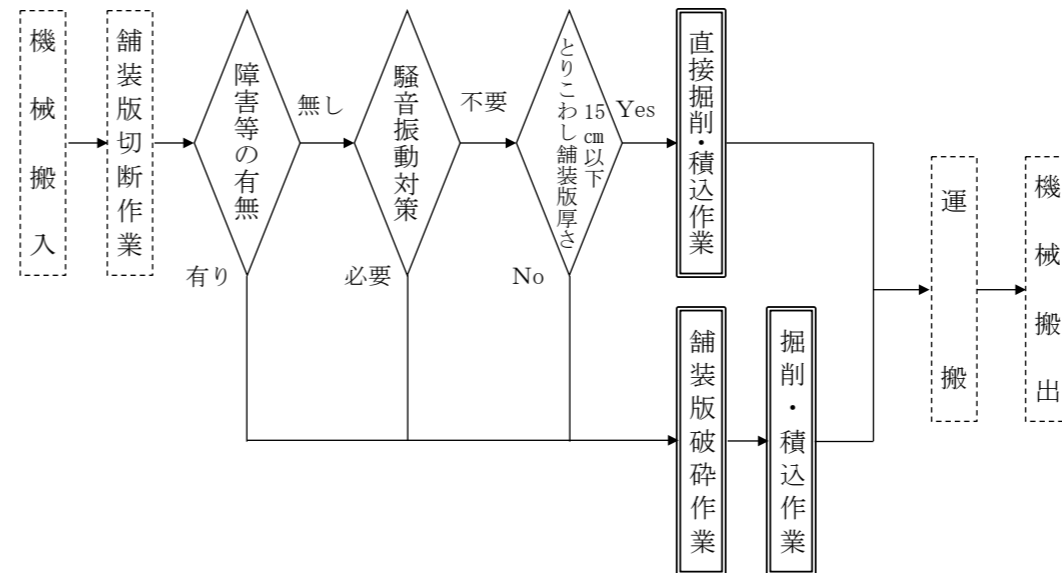 機械搬入
舗装版切断作業
障害等の有無
無し
有り
騒音振動対策
不要
必要
とりこわし舗装版厚さ
15cm以下
Yes
No
直接掘削・積込作業
舗装版破砕作業
掘削・積込作業
運搬
機械搬出